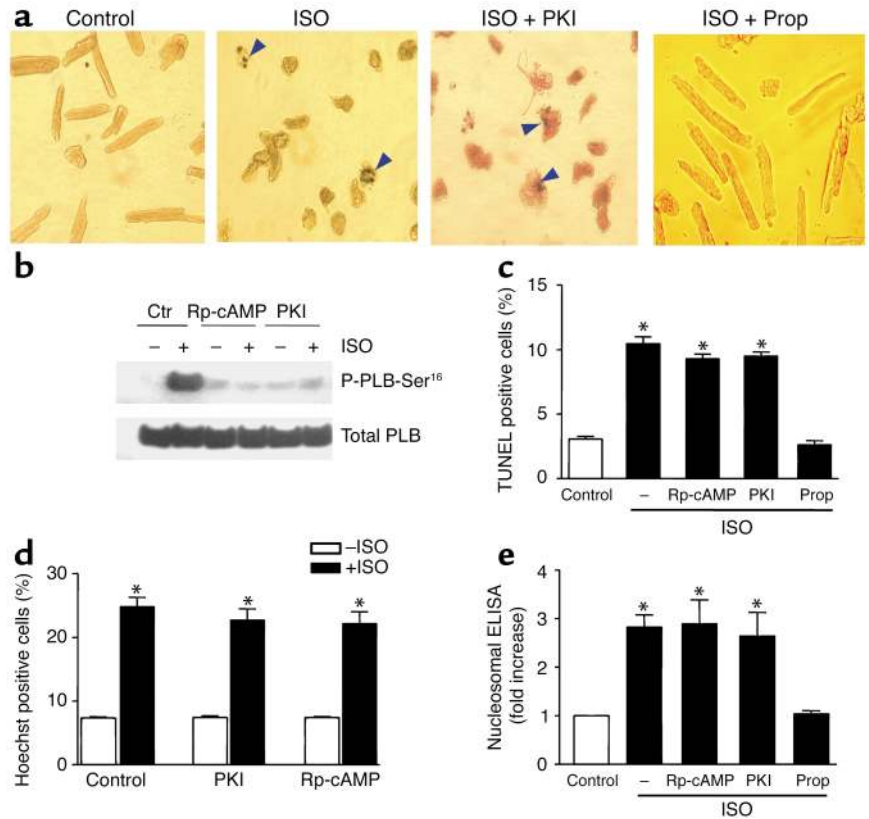 a
Control ISO ISO + PKI ISO + Prop
b
Ctr Rp-cAMP PKI
– + – + – + ISO
P-PLB-Ser¹⁶
Total PLB
c
TUNEL positive cells (%)
15
10
5
0
* * *
Control – Rp-cAMP PKI Prop
ISO
d
–ISO
+ISO
Hoechst positive cells (%)
30
20
10
0
* * *
Control PKI Rp-cAMP
e
Nucleosomal ELISA
(fold increase)
4
3
2
1
0
* * *
Control – Rp-cAMP PKI Prop
ISO